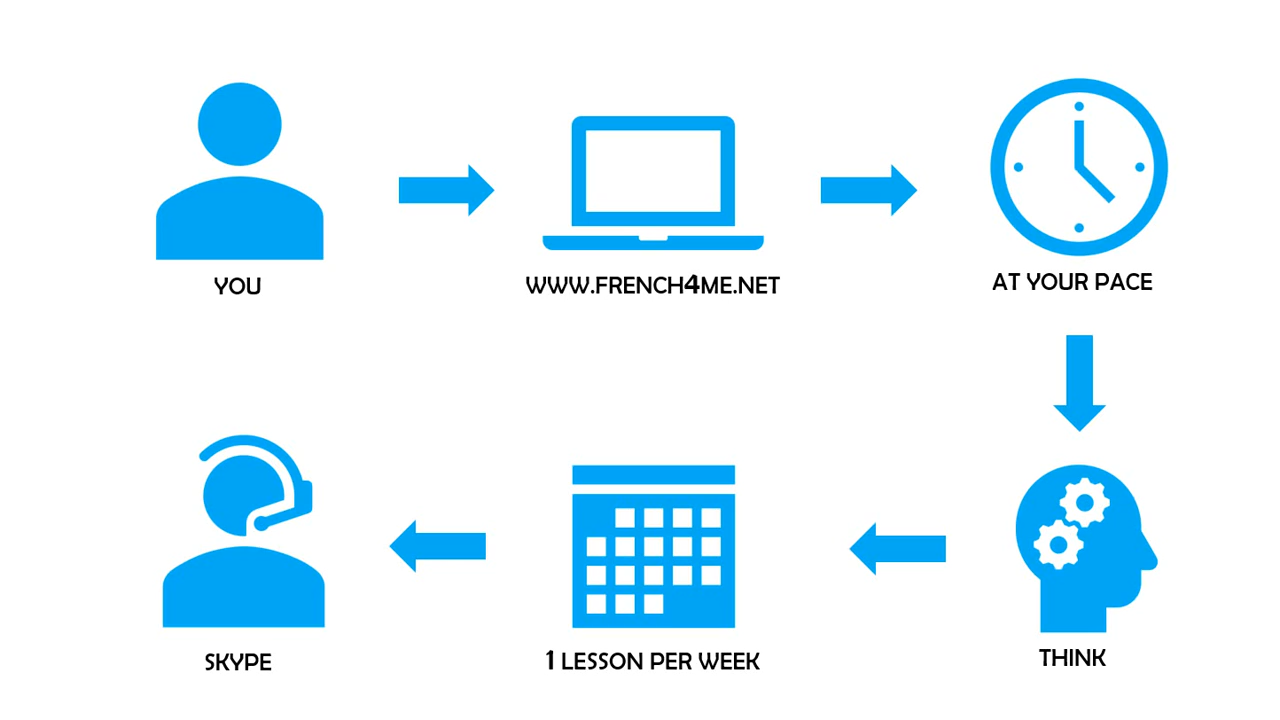 YOU
WWW.FRENCH4ME.NET
AT YOUR PACE
THINK
1 LESSON PER WEEK
SKYPE